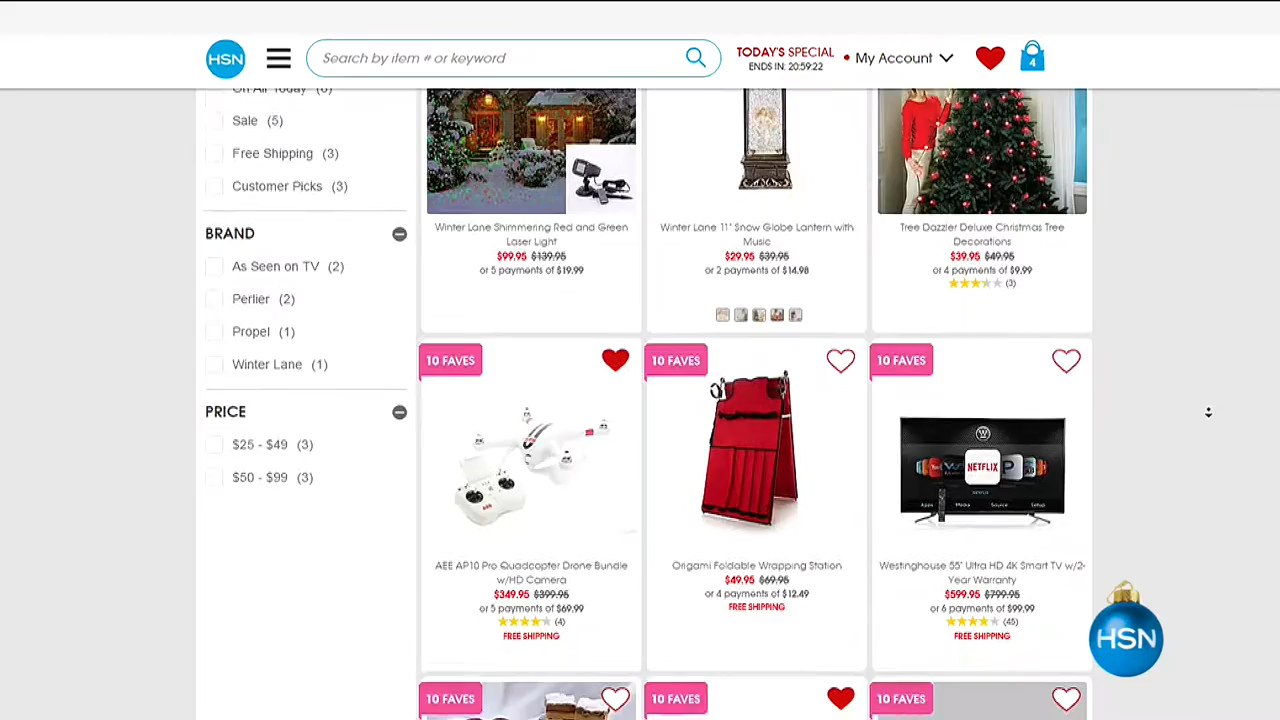 HSN
Search by item # or keyword
TODAY'S SPECIAL
ENDS IN: 20:59:22
My Account
4
On Air Today (6)
Sale (5)
Free Shipping (3)
Customer Picks (3)
BRAND
As Seen on TV (2)
Perlier (2)
Propel (1)
Winter Lane (1)
PRICE
$25 - $49 (3)
$50 - $99 (3)
Winter Lane Shimmering Red and Green
Laser Light
$99.95 $139.95
or 5 payments of $19.99
Winter Lane 11" Snow Globe Lantern with
Music
$29.95 $39.95
or 2 payments of $14.98
Tree Dazzler Deluxe Christmas Tree
Decorations
$39.95 $49.95
or 4 payments of $9.99
(3)
10 FAVES
AEE AP10 Pro Quadcopter Drone Bundle
w/HD Camera
$349.95 $399.95
or 5 payments of $69.99
(4)
FREE SHIPPING
10 FAVES
Origami Foldable Wrapping Station
$49.95 $69.95
or 4 payments of $12.49
FREE SHIPPING
10 FAVES
NETFLIX
Apps Media Source Setup
Westinghouse 55" Ultra HD 4K Smart TV w/2-
Year Warranty
$599.95 $799.95
or 6 payments of $99.99
(45)
FREE SHIPPING
HSN
10 FAVES
10 FAVES
10 FAVES